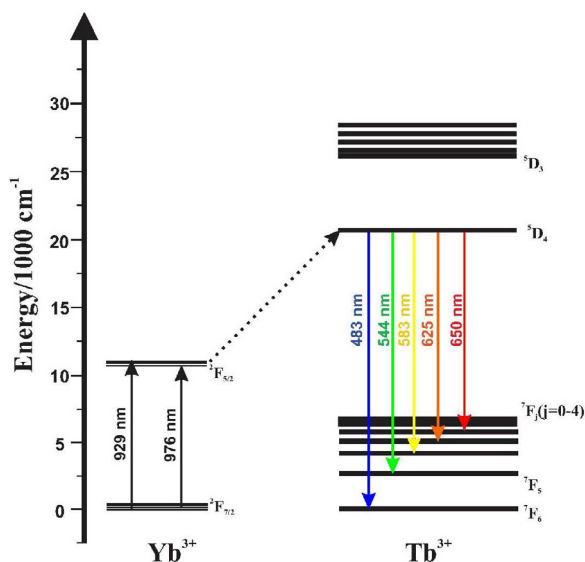 Energy/1000 cm⁻¹
30
25
20
15
10
5
0
929 nm
976 nm
²F₅/₂
²F₇/₂
Yb³⁺
⁵D₃
⁵D₄
483 nm
544 nm
583 nm
625 nm
650 nm
⁷Fⱼ(j=0-4)
⁷F₅
⁷F₆
Tb³⁺